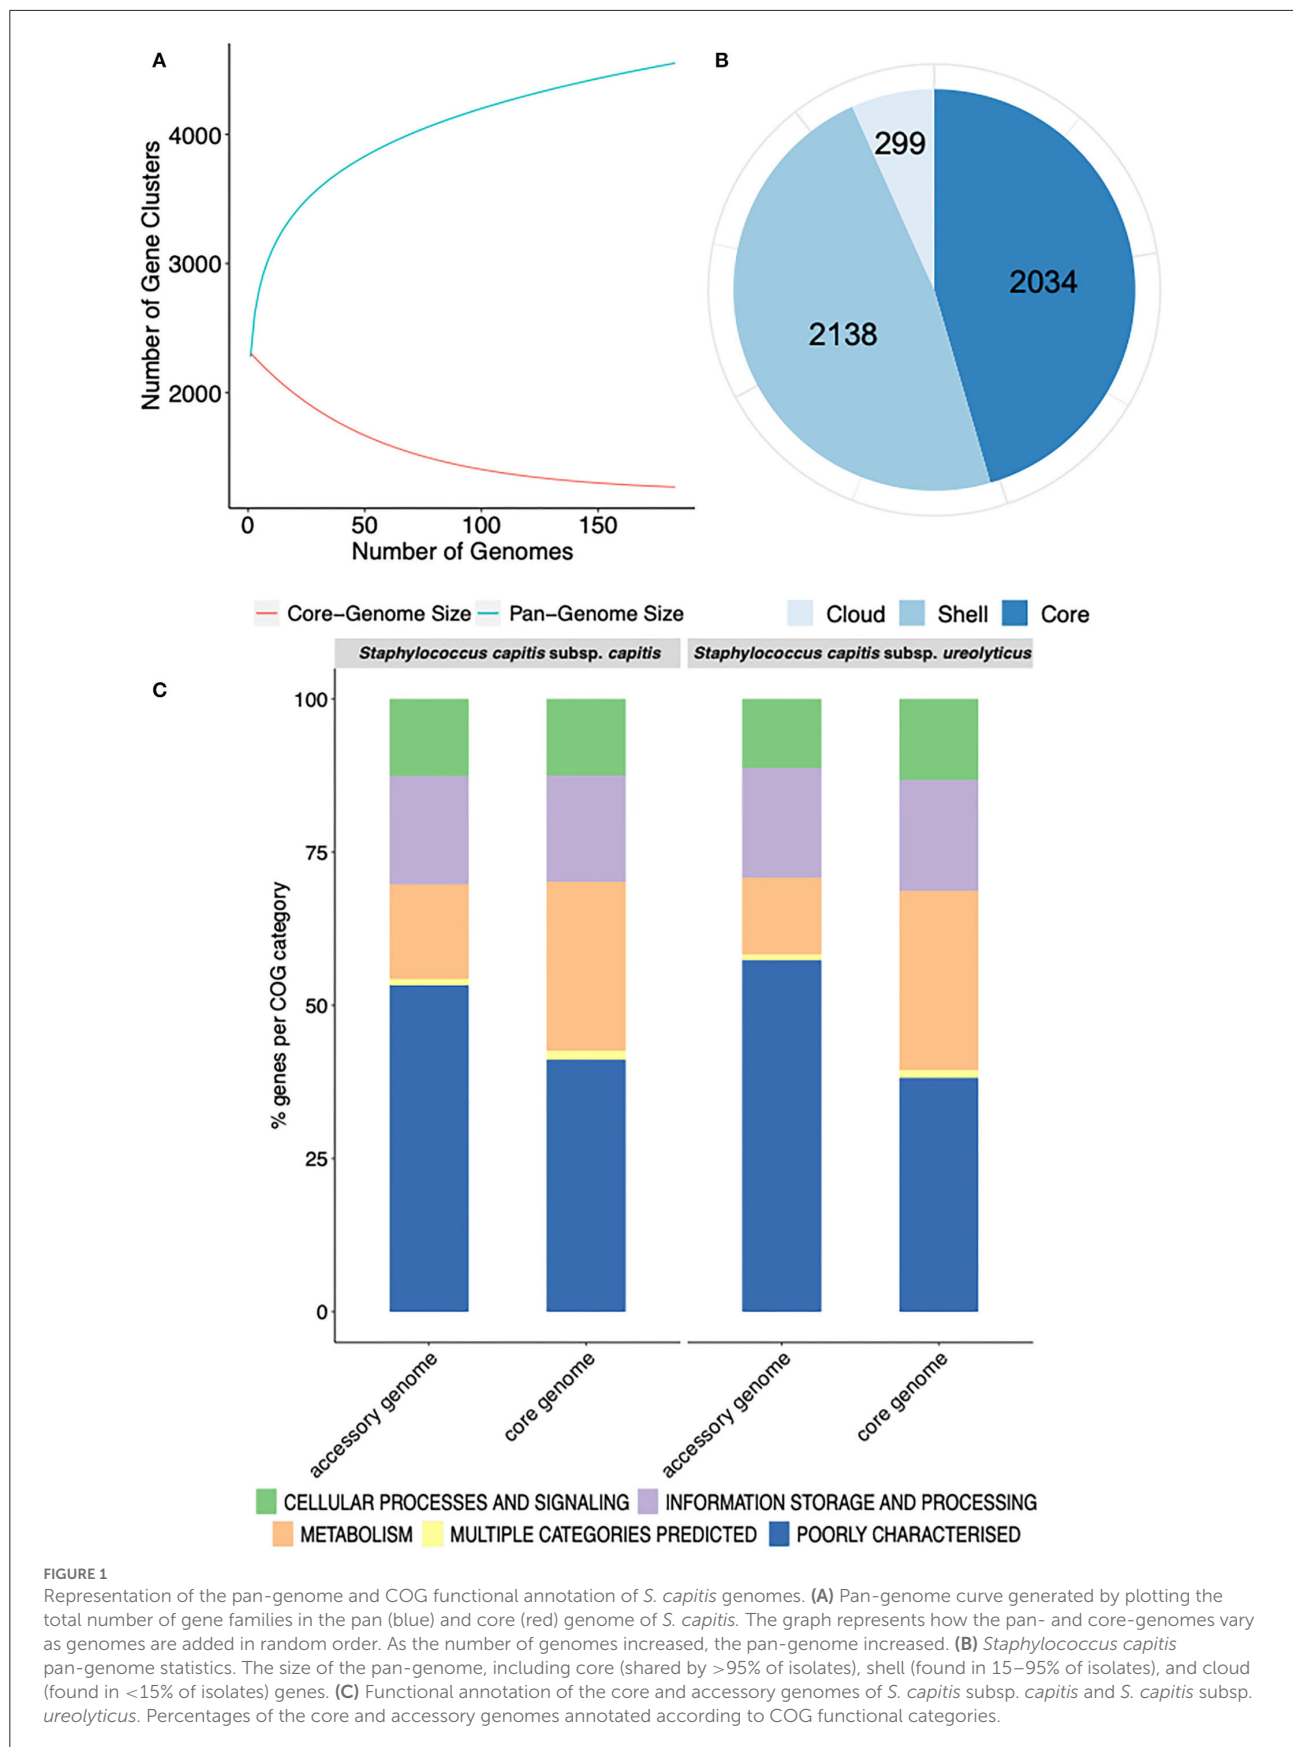 A
Number of Gene Clusters
4000
3000
2000
0
50
100
150
Number of Genomes
Core-Genome Size
Pan-Genome Size
B
299
2034
2138
Cloud
Shell
Core
C
Staphylococcus capitis subsp. capitis
Staphylococcus capitis subsp. ureolyticus
% genes per COG category
100
75
50
25
0
accessory genome
core genome
accessory genome
core genome
CELLULAR PROCESSES AND SIGNALING
INFORMATION STORAGE AND PROCESSING
METABOLISM
MULTIPLE CATEGORIES PREDICTED
POORLY CHARACTERISED
FIGURE 1
Representation of the pan-genome and COG functional annotation of S. capitis genomes. (A) Pan-genome curve generated by plotting the
total number of gene families in the pan (blue) and core (red) genome of S. capitis. The graph represents how the pan- and core-genomes vary
as genomes are added in random order. As the number of genomes increased, the pan-genome increased. (B) Staphylococcus capitis
pan-genome statistics. The size of the pan-genome, including core (shared by >95% of isolates), shell (found in 15–95% of isolates), and cloud
(found in <15% of isolates) genes. (C) Functional annotation of the core and accessory genomes of S. capitis subsp. capitis and S. capitis subsp.
ureolyticus. Percentages of the core and accessory genomes annotated according to COG functional categories.